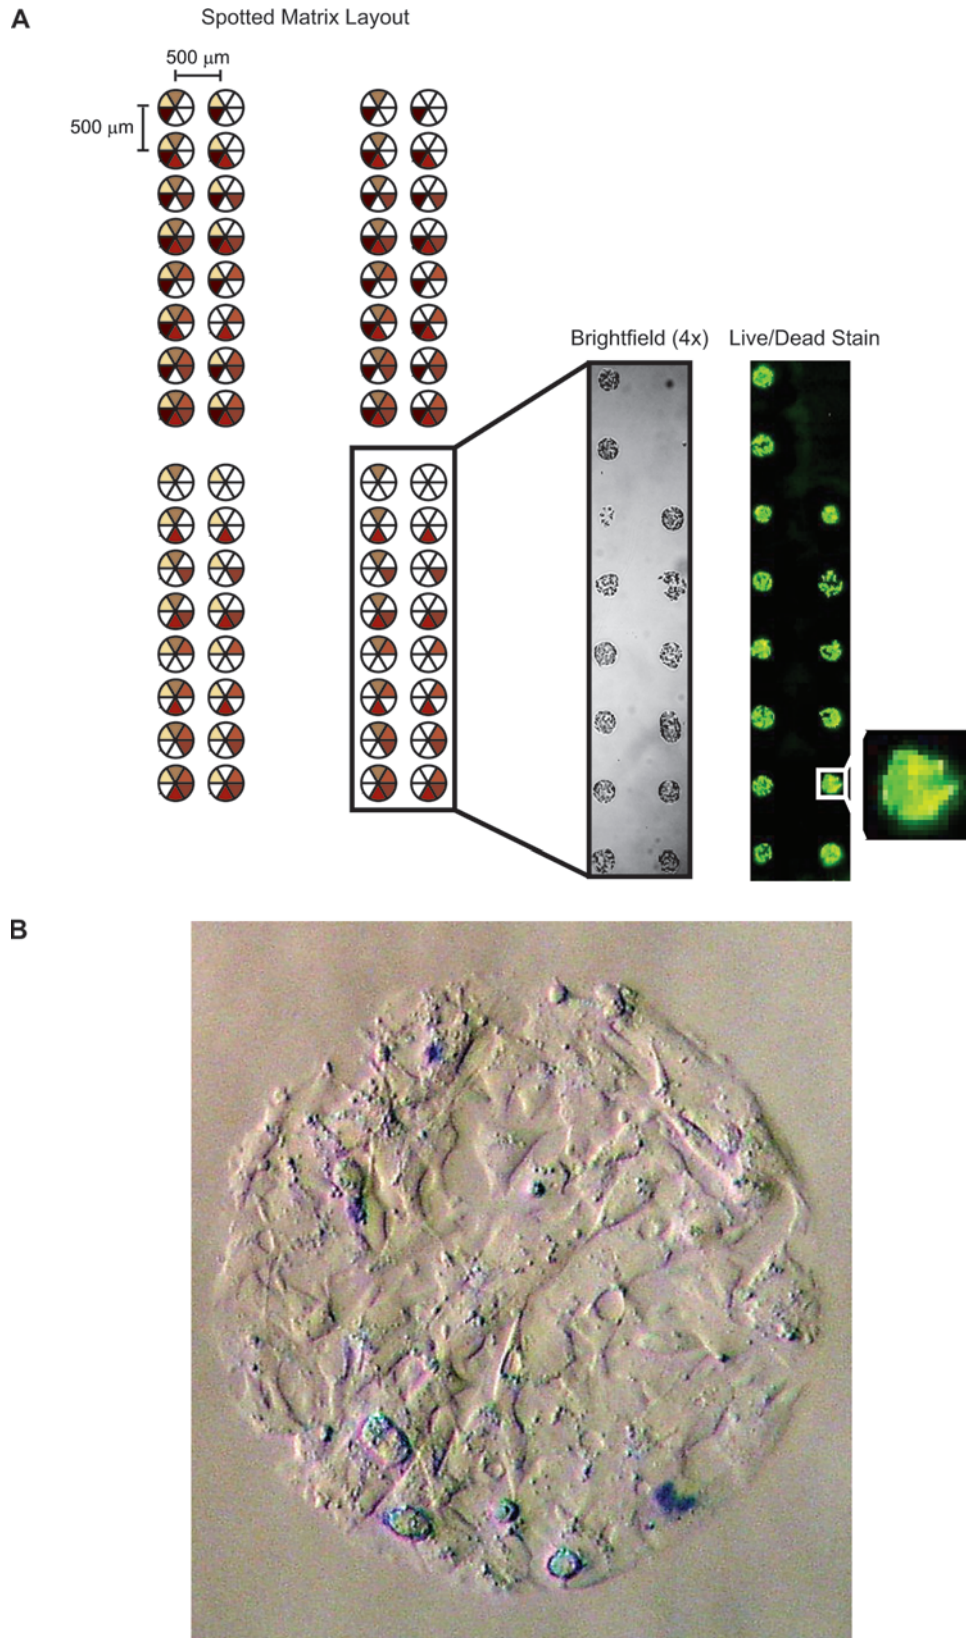 A
Spotted Matrix Layout
500 μm
500 μm
Brightfield (4x)
Live/Dead Stain
B